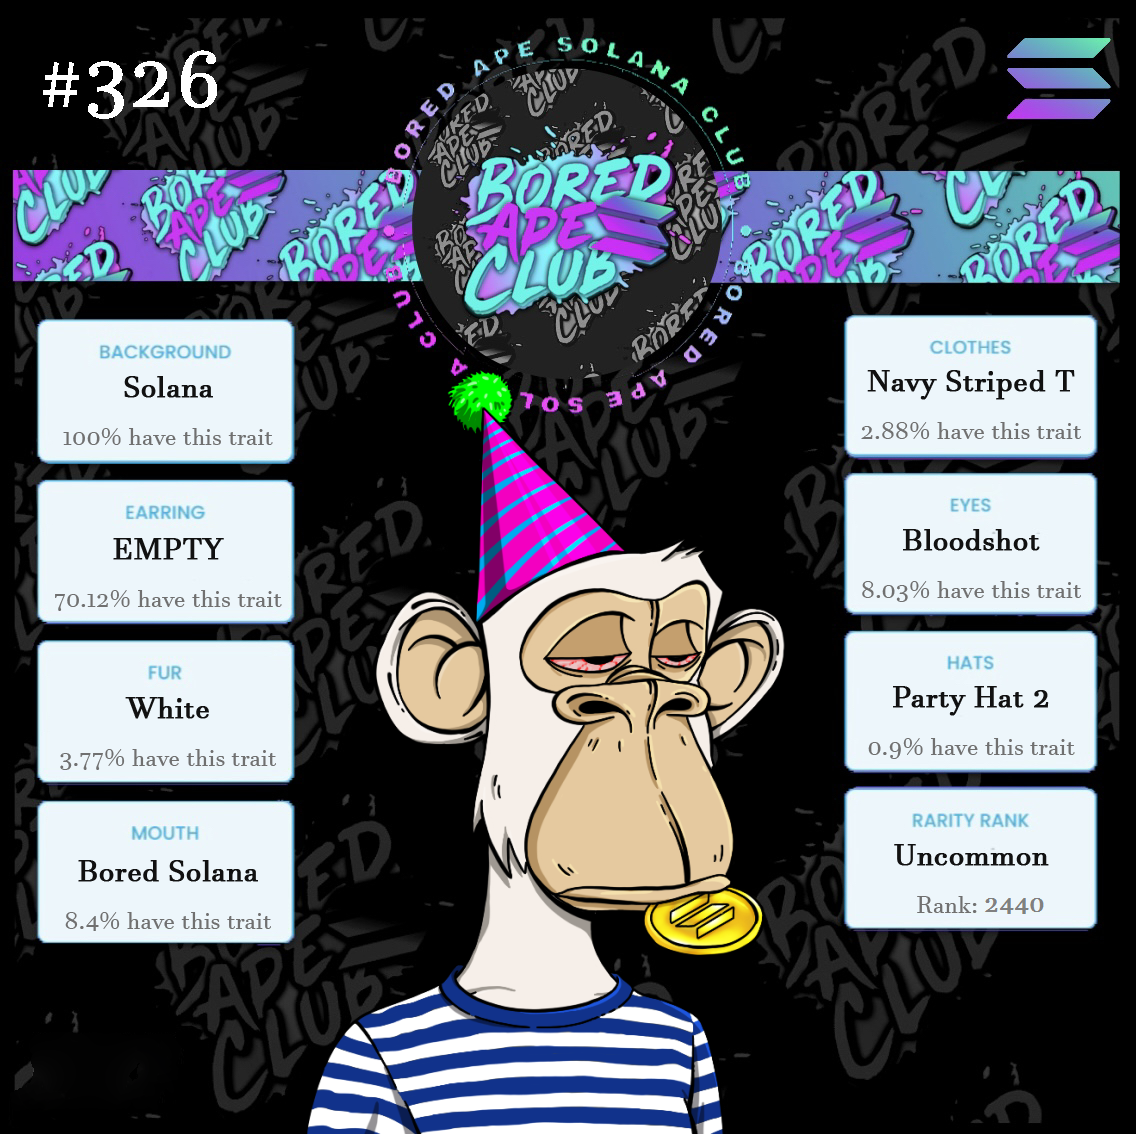 #326
BORED APE SOLANA CLUB
BORED
APE
CLUB
BACKGROUND
Solana
100% have this trait
EARRING
EMPTY
70.12% have this trait
FUR
White
3.77% have this trait
MOUTH
Bored Solana
8.4% have this trait
CLOTHES
Navy Striped T
2.88% have this trait
EYES
Bloodshot
8.03% have this trait
HATS
Party Hat 2
0.9% have this trait
RARITY RANK
Uncommon
Rank: 2440